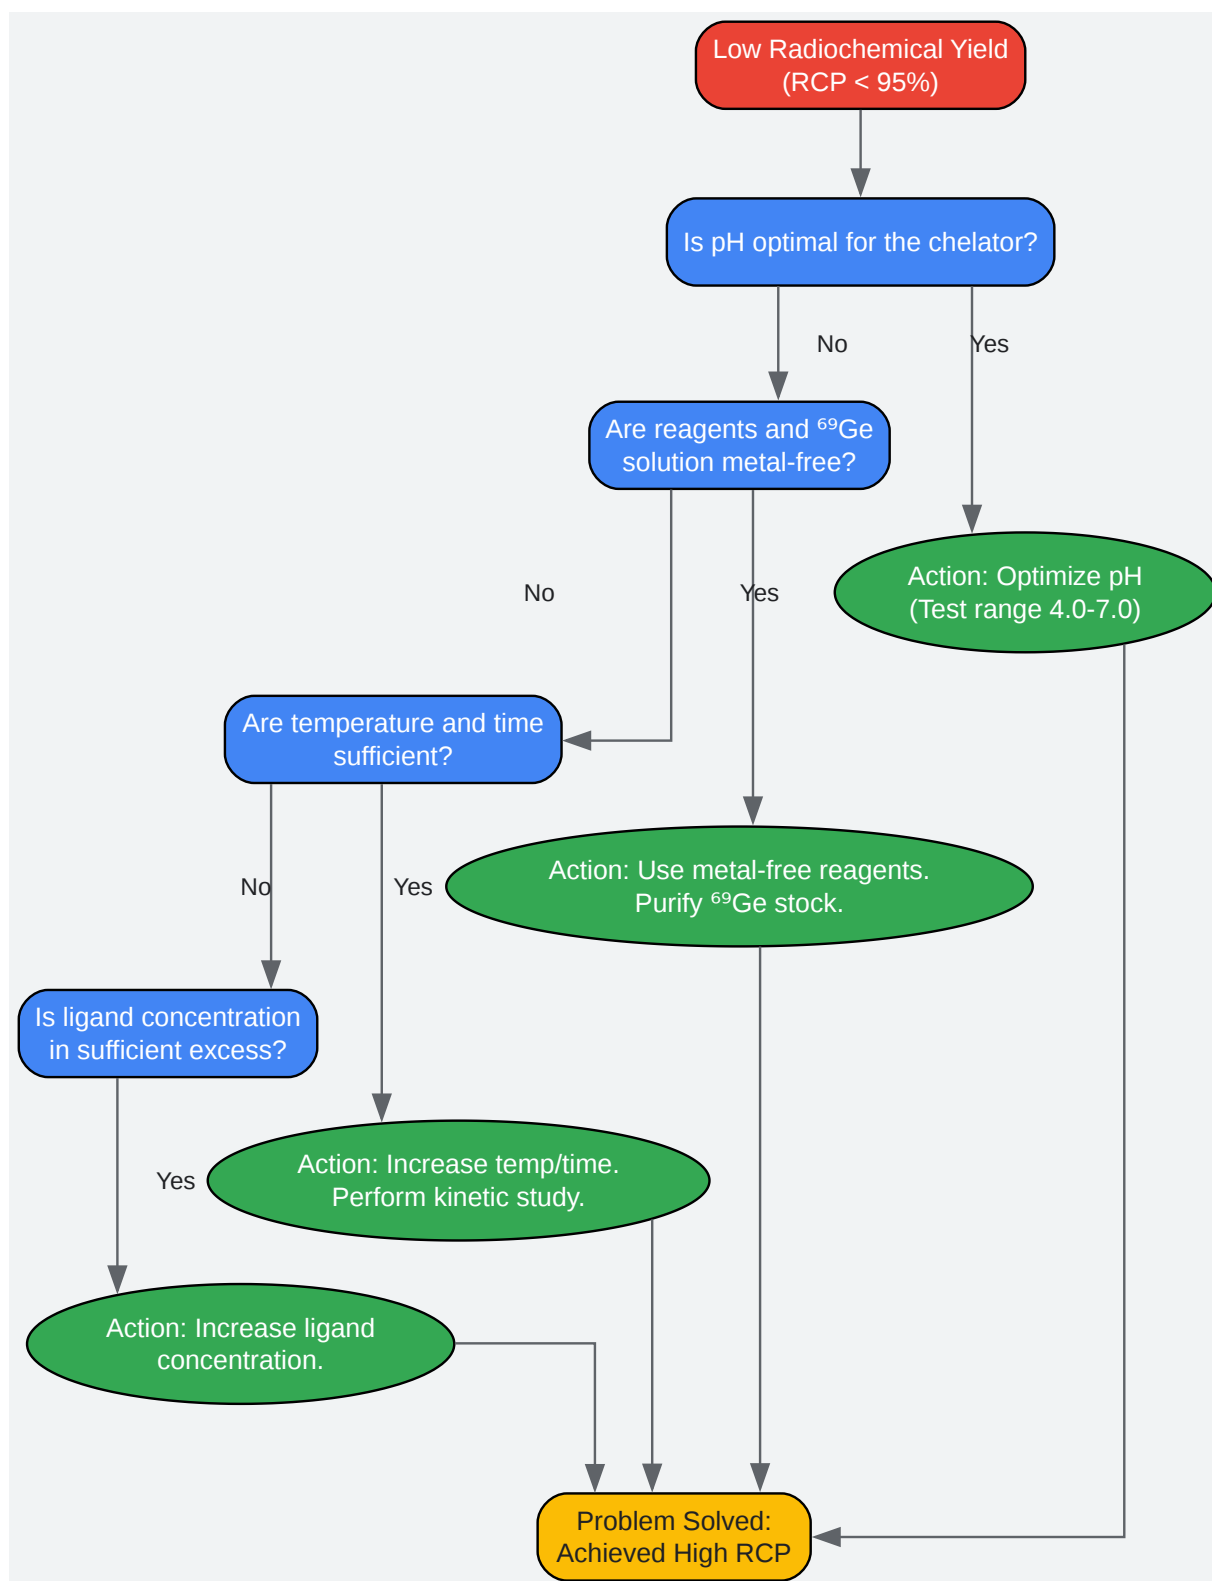 Low Radiochemical Yield
(RCP < 95%)
Is pH optimal for the chelator?
No
Yes
Are reagents and ⁶⁹Ge
solution metal-free?
Action: Optimize pH
(Test range 4.0-7.0)
No
Yes
Are temperature and time
sufficient?
Action: Use metal-free reagents.
Purify ⁶⁹Ge stock.
No
Yes
Is ligand concentration
in sufficient excess?
Action: Increase temp/time.
Perform kinetic study.
Yes
Action: Increase ligand
concentration.
Problem Solved:
Achieved High RCP